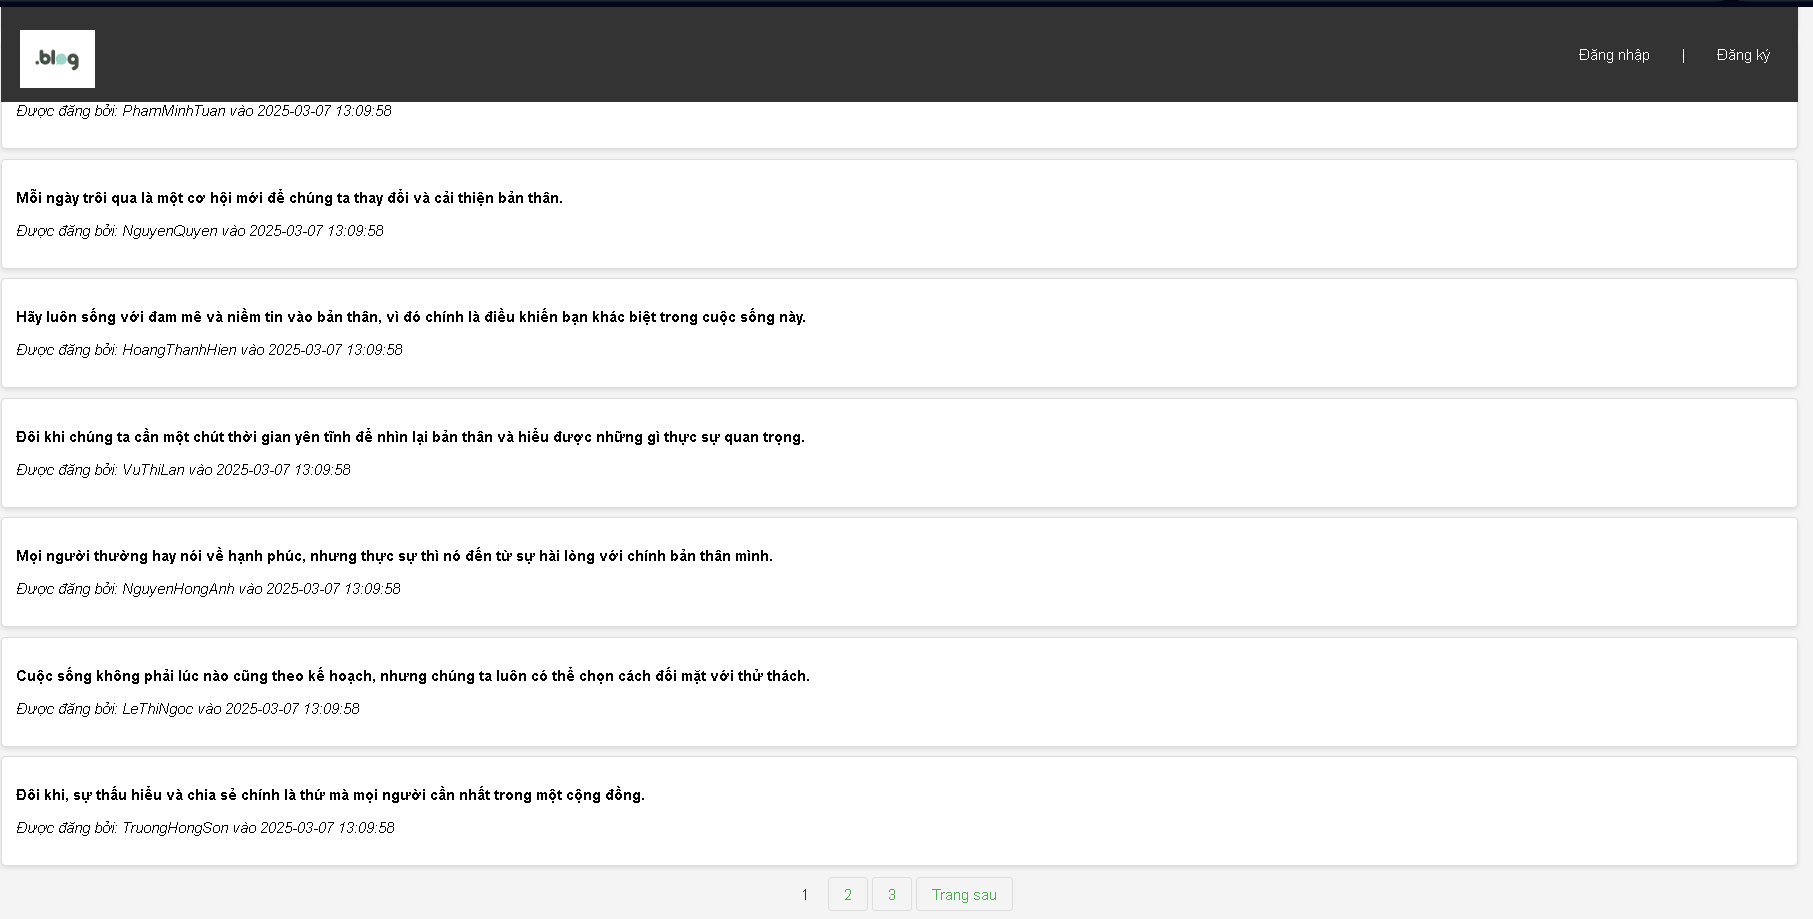 .blog
Đăng nhập | Đăng ký
Được đăng bởi: PhamMinhTuan vào 2025-03-07 13:09:58
Mỗi ngày trôi qua là một cơ hội mới để chúng ta thay đổi và cải thiện bản thân.
Được đăng bởi: NguyenQuyen vào 2025-03-07 13:09:58
Hãy luôn sống với đam mê và niềm tin vào bản thân, vì đó chính là điều khiến bạn khác biệt trong cuộc sống này.
Được đăng bởi: HoangThanhHien vào 2025-03-07 13:09:58
Đôi khi chúng ta cần một chút thời gian yên tĩnh để nhìn lại bản thân và hiểu được những gì thực sự quan trọng.
Được đăng bởi: VuThiLan vào 2025-03-07 13:09:58
Mọi người thường hay nói về hạnh phúc, nhưng thực sự thì nó đến từ sự hài lòng với chính bản thân mình.
Được đăng bởi: NguyenHongAnh vào 2025-03-07 13:09:58
Cuộc sống không phải lúc nào cũng theo kế hoạch, nhưng chúng ta luôn có thể chọn cách đối mặt với thử thách.
Được đăng bởi: LeThiNgoc vào 2025-03-07 13:09:58
Đôi khi, sự thấu hiểu và chia sẻ chính là thứ mà mọi người cần nhất trong một cộng đồng.
Được đăng bởi: TruongHongSon vào 2025-03-07 13:09:58
1 2 3 Trang sau